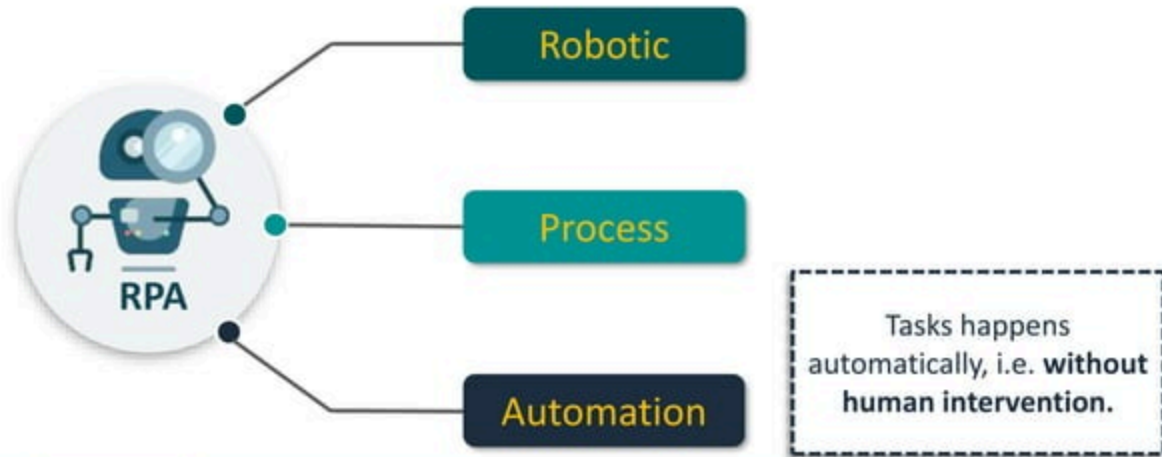 Robotic
Process
RPA
Automation
Tasks happens
automatically, i.e. without
human intervention.